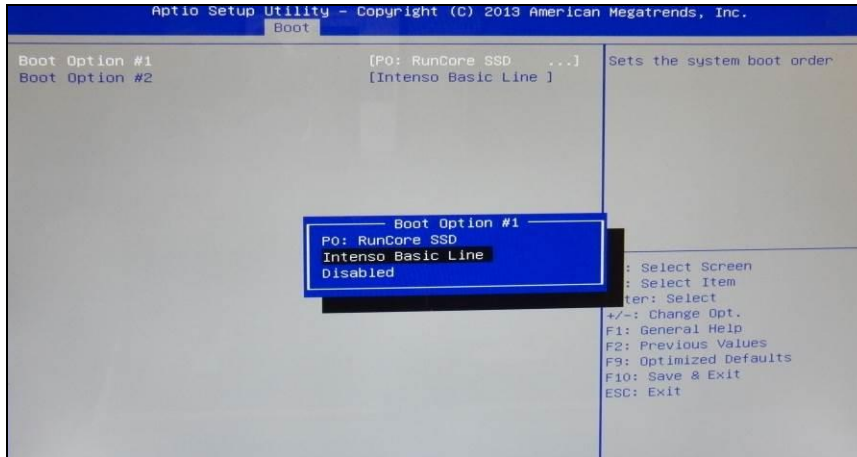 Aptio Setup Utility – Copyright (C) 2013 American Megatrends, Inc.
Boot
Boot Option #1 [P0: RunCore SSD ...]
Boot Option #2 [Intenso Basic Line ]
Sets the system boot order
Boot Option #1
P0: RunCore SSD
Intenso Basic Line
Disabled
: Select Screen
: Select Item
ter: Select
+/-: Change Opt.
F1: General Help
F2: Previous Values
F9: Optimized Defaults
F10: Save & Exit
ESC: Exit